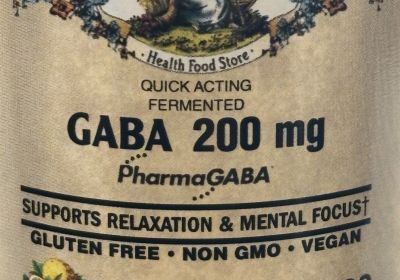 · Health Food Store ·
QUICK ACTING
FERMENTED
GABA 200 mg
PharmaGABA
SUPPORTS RELAXATION & MENTAL FOCUS†
GLUTEN FREE • NON GMO • VEGAN